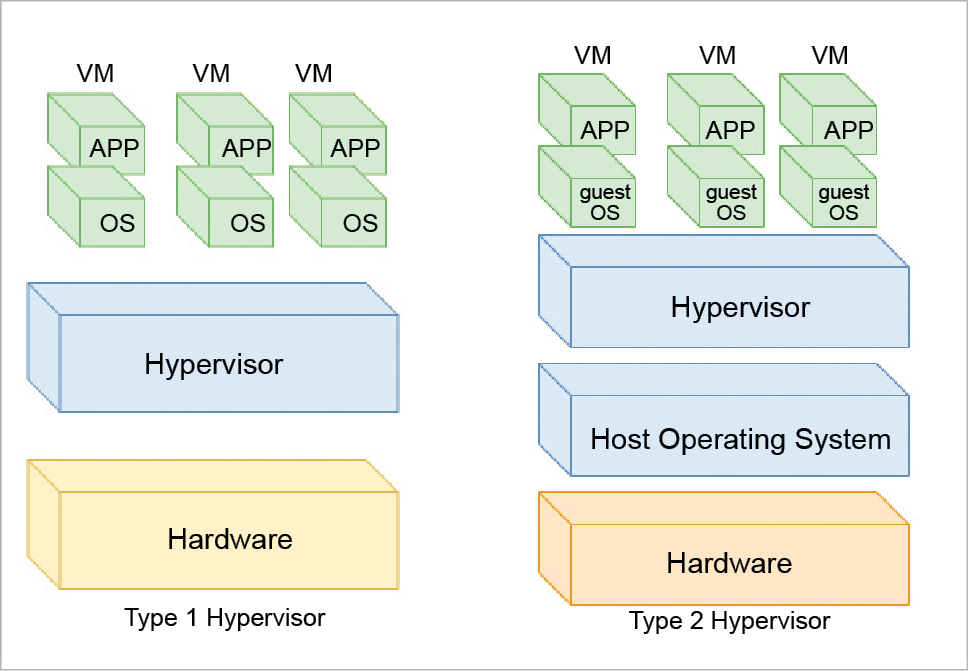 VM VM VM
APP APP APP
OS OS OS
Hypervisor
Hardware
Type 1 Hypervisor
VM VM VM
APP APP APP
guest guest guest
OS OS OS
Hypervisor
Host Operating System
Hardware
Type 2 Hypervisor